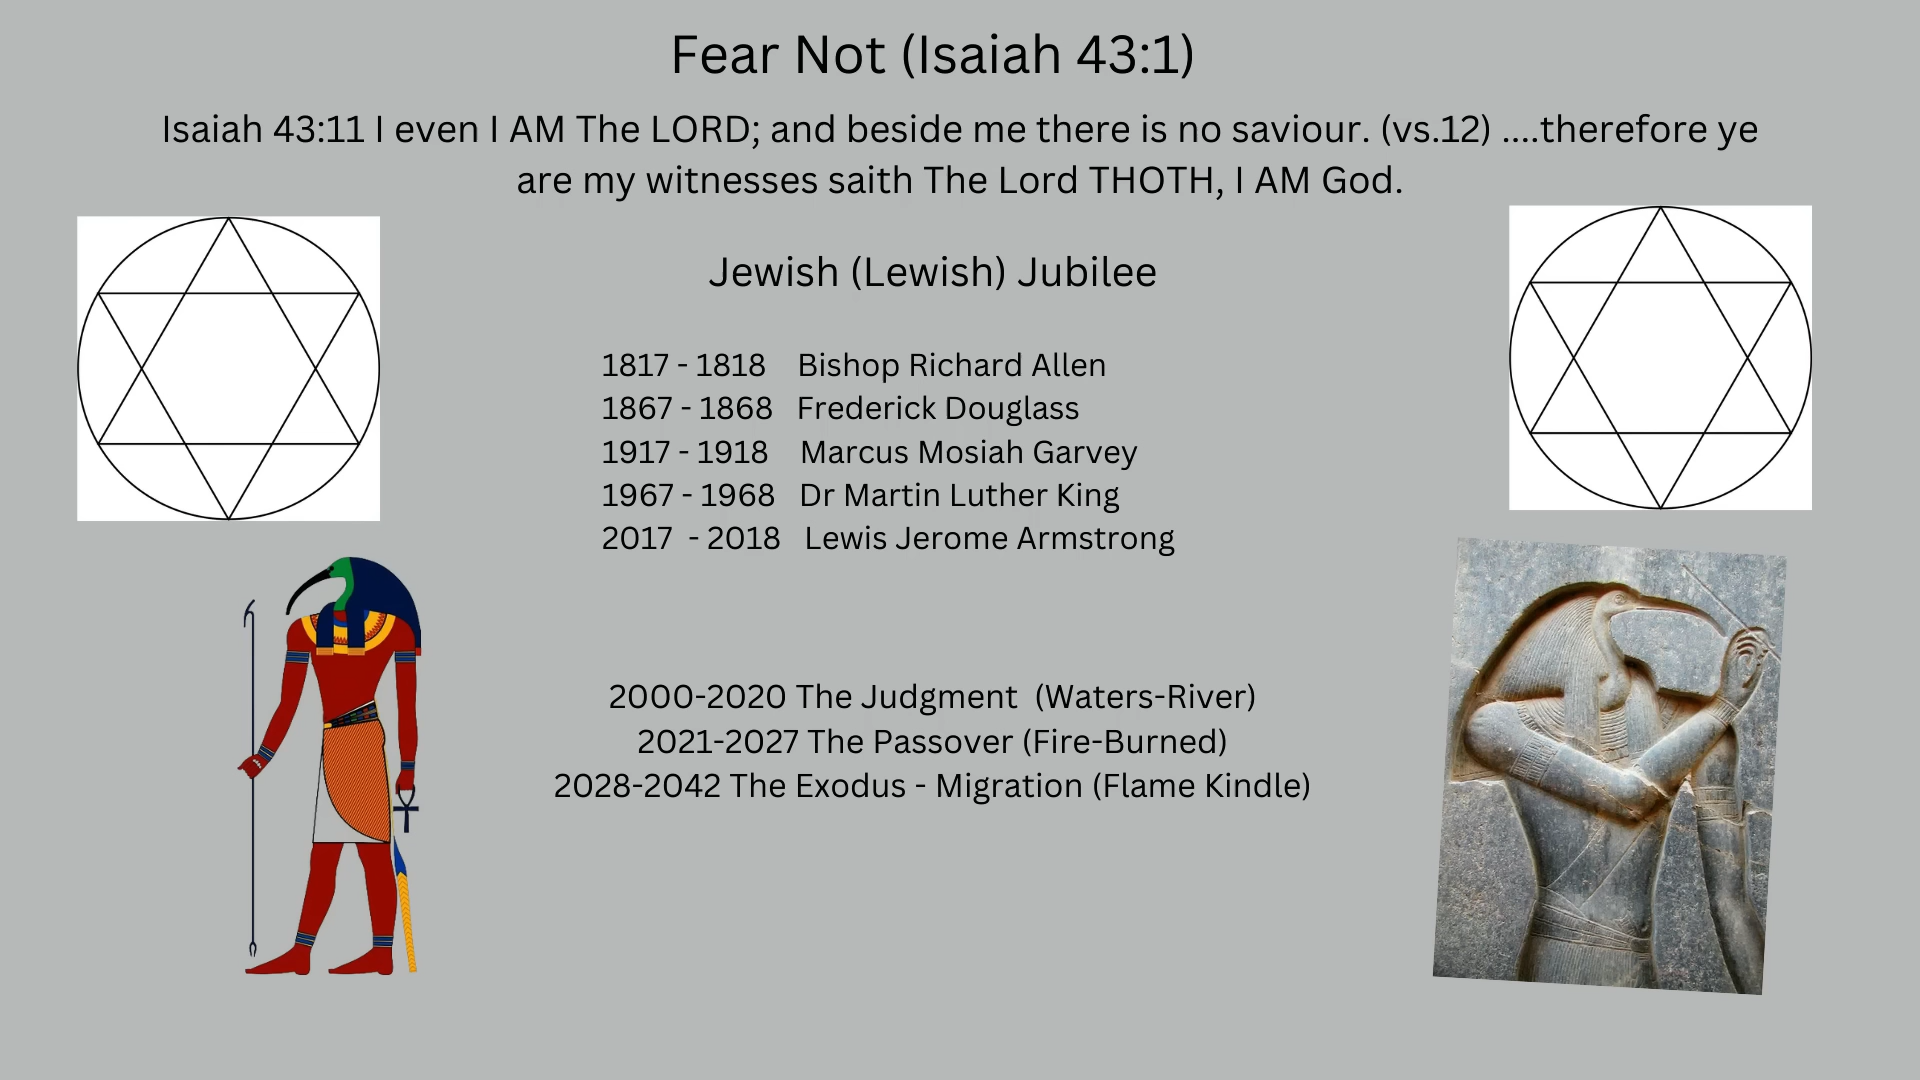 Fear Not (Isaiah 43:1)
Isaiah 43:11 I even I AM The LORD; and beside me there is no saviour. (vs.12) ....therefore ye
are my witnesses saith The Lord THOTH, I AM God.
Jewish (Lewish) Jubilee
1817 - 1818 Bishop Richard Allen
1867 - 1868 Frederick Douglass
1917 - 1918 Marcus Mosiah Garvey
1967 - 1968 Dr Martin Luther King
2017 - 2018 Lewis Jerome Armstrong
2000-2020 The Judgment (Waters-River)
2021-2027 The Passover (Fire-Burned)
2028-2042 The Exodus - Migration (Flame Kindle)